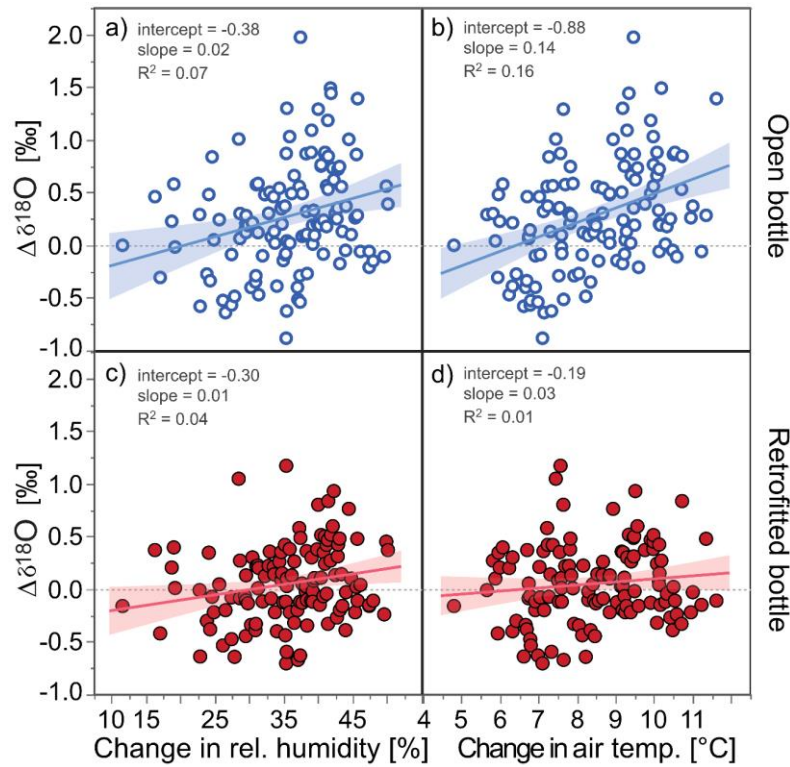 a) intercept = -0.38
slope = 0.02
R² = 0.07
b) intercept = -0.88
slope = 0.14
R² = 0.16
2.0
1.5
1.0
0.5
0.0
-0.5
-1.0
Δ δ18O [‰]
Open bottle
c) intercept = -0.30
slope = 0.01
R² = 0.04
d) intercept = -0.19
slope = 0.03
R² = 0.01
2.0
1.5
1.0
0.5
0.0
-0.5
-1.0
Δ δ18O [‰]
Retrofitted bottle
10 15 25 35 45 4 5 6 7 8 9 10 11
Change in rel. humidity [%] Change in air temp. [°C]